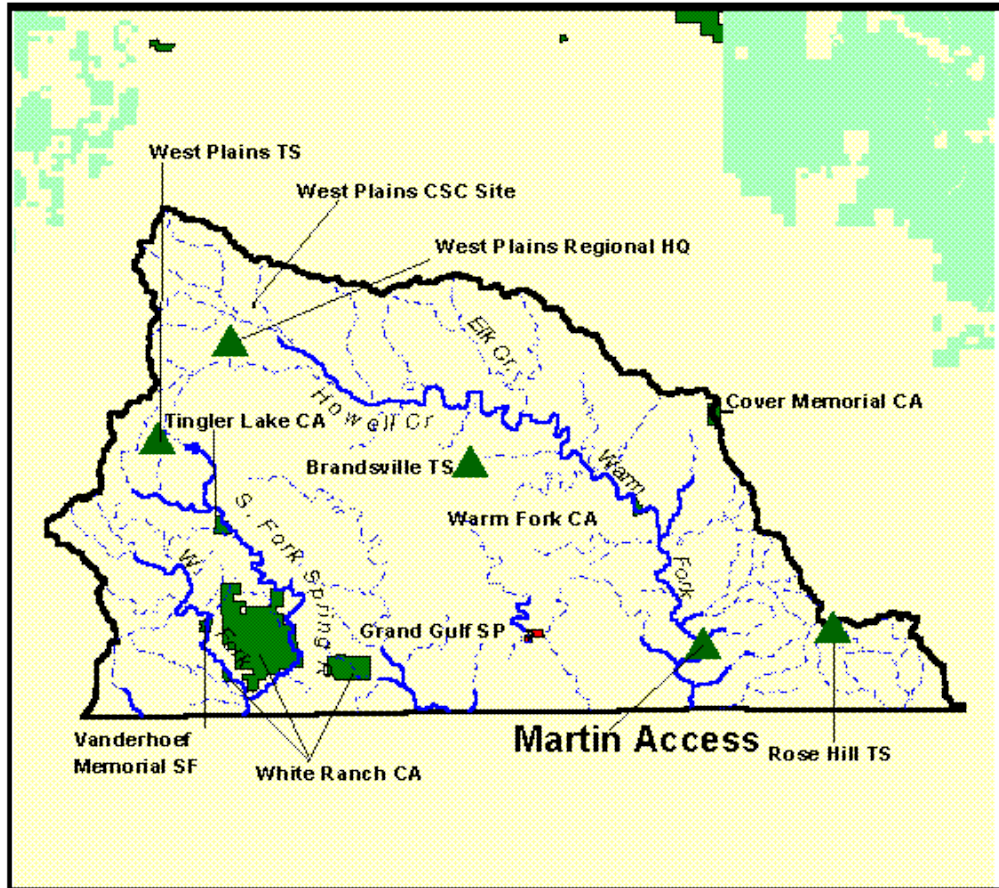 West Plains TS
West Plains CSC Site
West Plains Regional HQ
Elk Cr.
Howell Cr
Cover Memorial CA
Tingler Lake CA
Brandsville TS
Warm
Fork
Warm Fork CA
S. Fork Spring R
W.
Fork
Grand Gulf SP
Martin Access
Vanderhoef
Memorial SF
White Ranch CA
Rose Hill TS